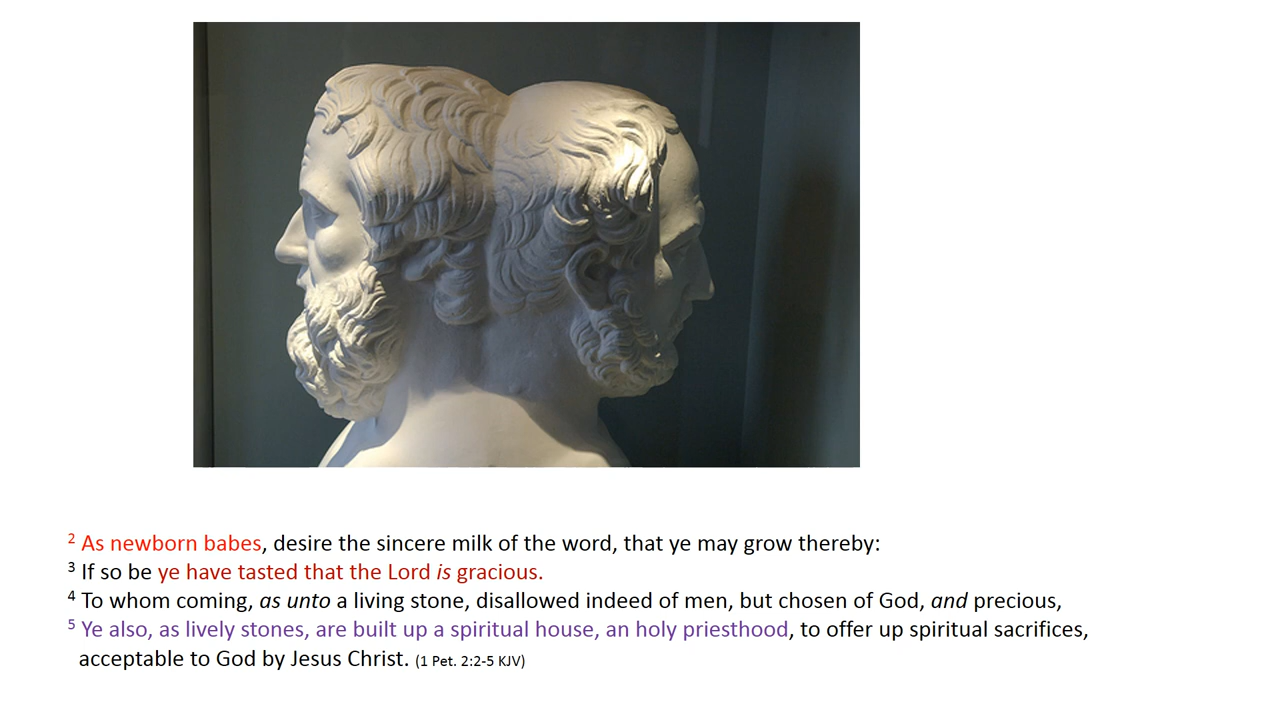 2 As newborn babes, desire the sincere milk of the word, that ye may grow thereby:
3 If so be ye have tasted that the Lord is gracious.
4 To whom coming, as unto a living stone, disallowed indeed of men, but chosen of God, and precious,
5 Ye also, as lively stones, are built up a spiritual house, an holy priesthood, to offer up spiritual sacrifices,
acceptable to God by Jesus Christ. (1 Pet. 2:2-5 KJV)